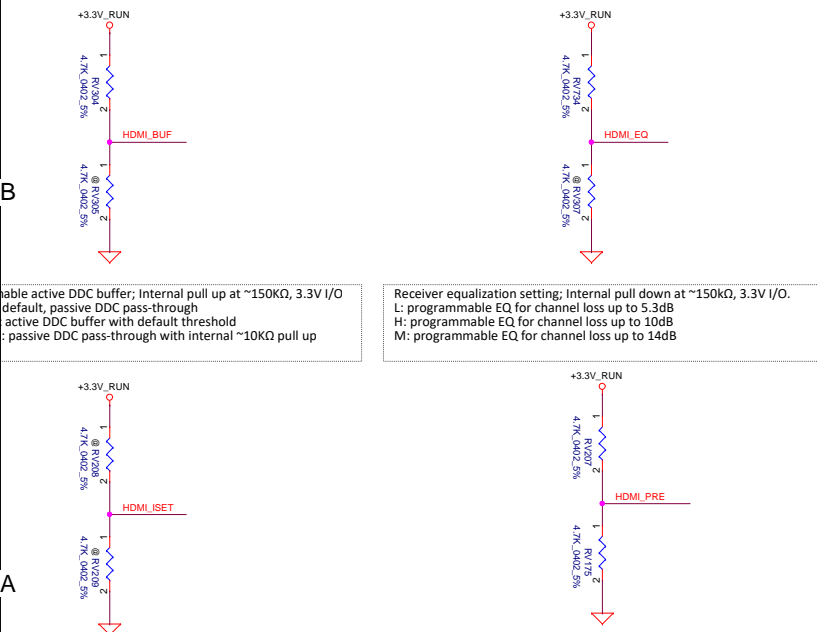 +3.3V_RUN
1
RV304
4.7K_0402_5%
2
HDMI_BUF
1
@ RV305
4.7K_0402_5%
2
+3.3V_RUN
1
RV734
4.7K_0402_5%
2
HDMI_EQ
1
@ RV307
4.7K_0402_5%
2
B
nable active DDC buffer; Internal pull up at ~150KΩ, 3.3V I/O
default, passive DDC pass-through
: active DDC buffer with default threshold
: passive DDC pass-through with internal ~10KΩ pull up
Receiver equalization setting; Internal pull down at ~150kΩ, 3.3V I/O.
L: programmable EQ for channel loss up to 5.3dB
H: programmable EQ for channel loss up to 10dB
M: programmable EQ for channel loss up to 14dB
+3.3V_RUN
1
@ RV208
4.7K_0402_5%
2
HDMI_ISET
1
@ RV209
4.7K_0402_5%
2
+3.3V_RUN
1
RV207
4.7K_0402_5%
2
HDMI_PRE
1
RV175
4.7K_0402_5%
2
A